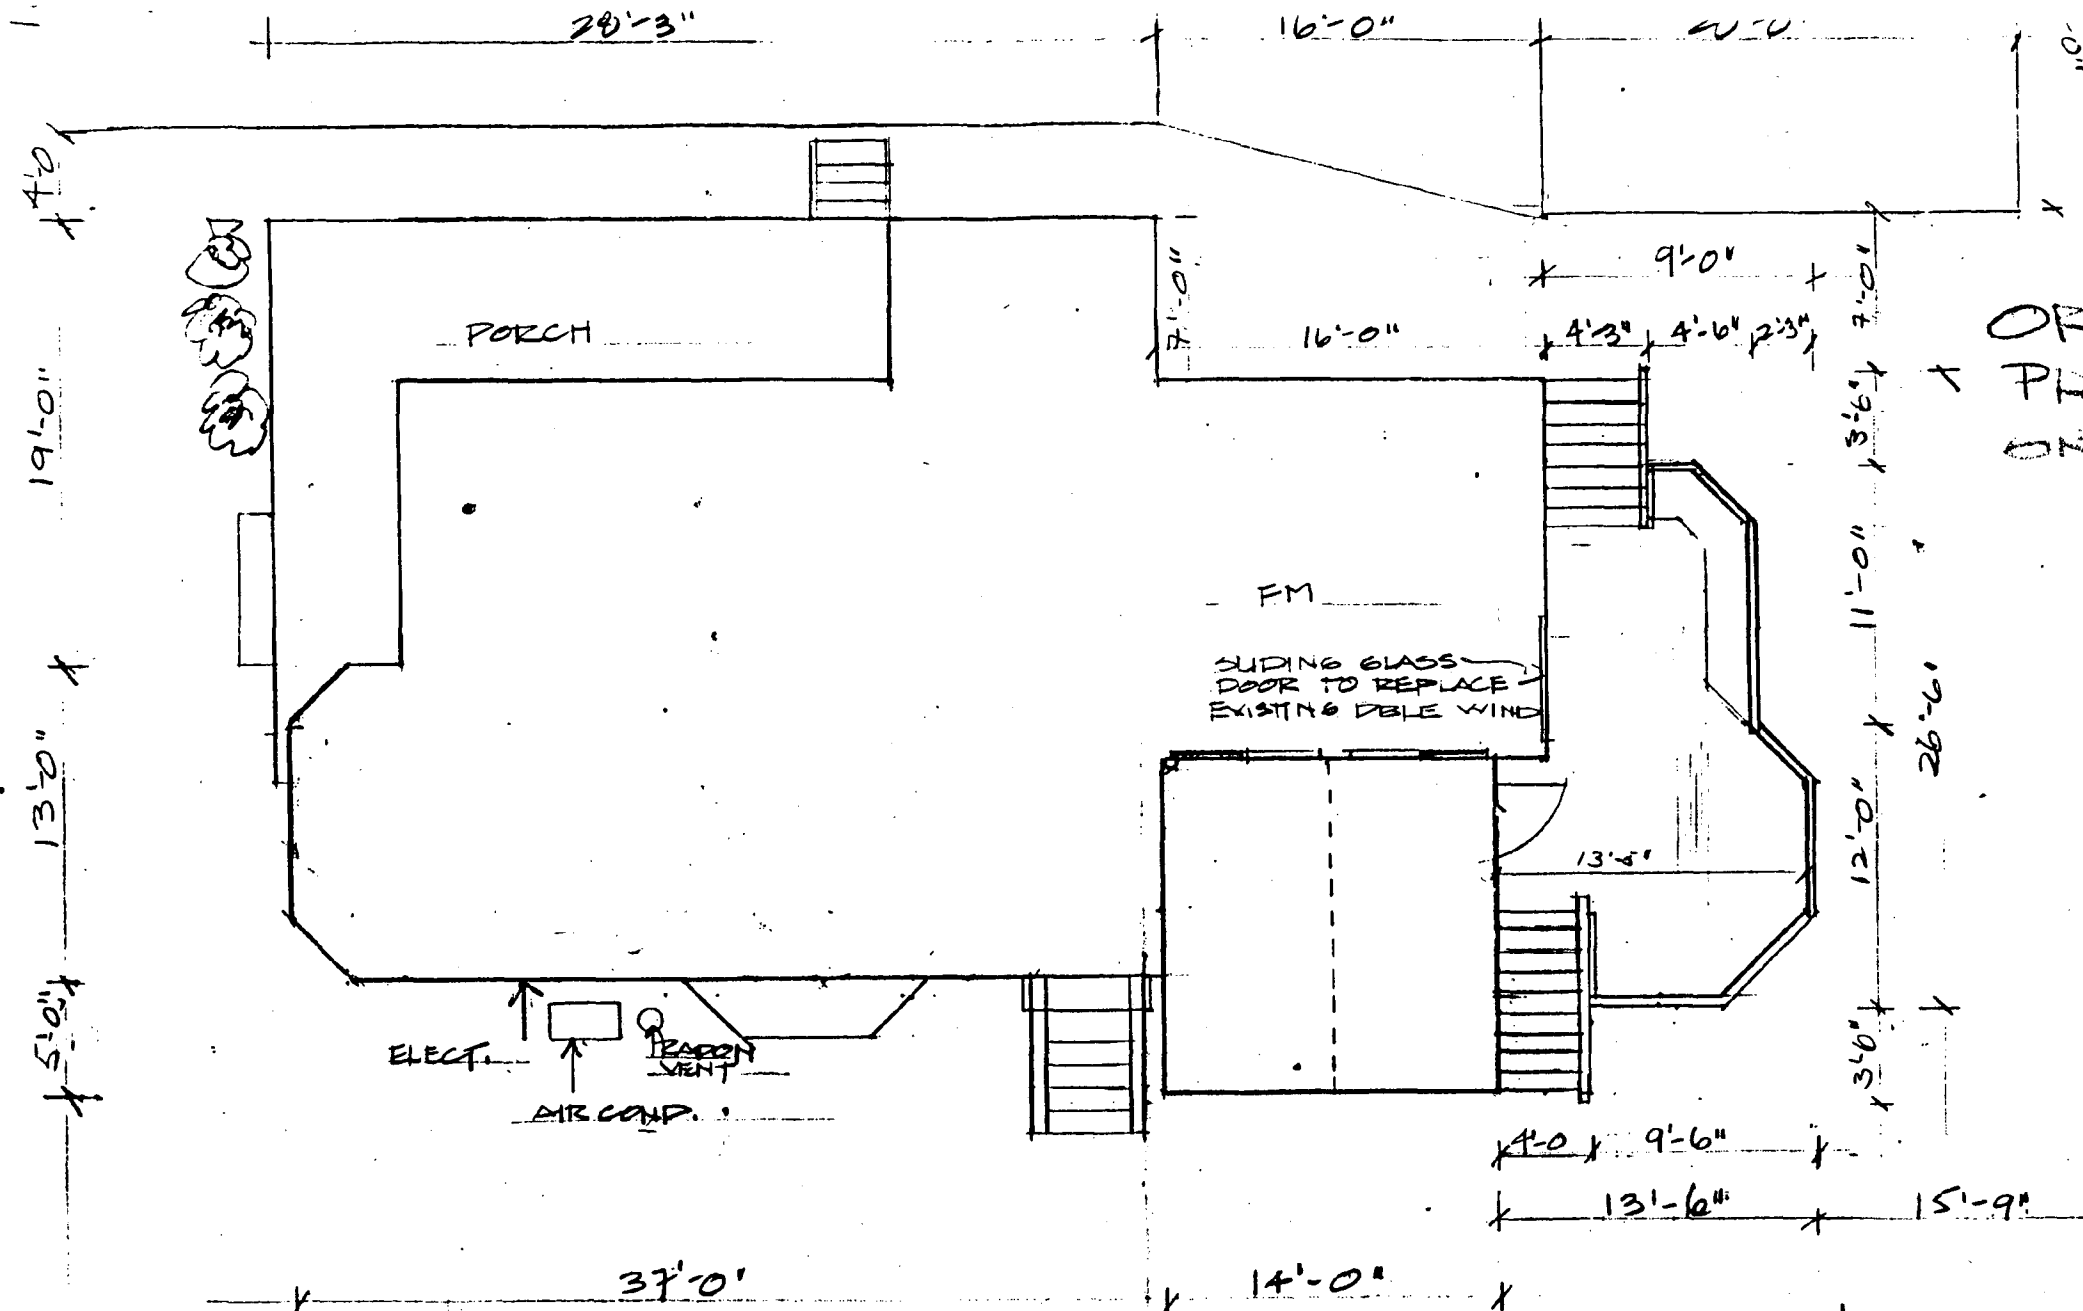 28'-3"
16'-0"
4'-0
7'-0"
9'-0"
7'-0"
PORCH
16'-0"
4'-3"
4'-6"
2'-3"
19'-0"
3'-6"
11'-0"
FM
SLIDING GLASS
DOOR TO REPLACE
EXISTING DBLE WIND
26'-6"
13'-0"
12'-0"
13'-5"
5'-0"
ELECT.
RADON
VENT
AIR COND.
3'-6"
4'-0
9'-6"
13'-6"
15'-9"
37'-0"
14'-0"